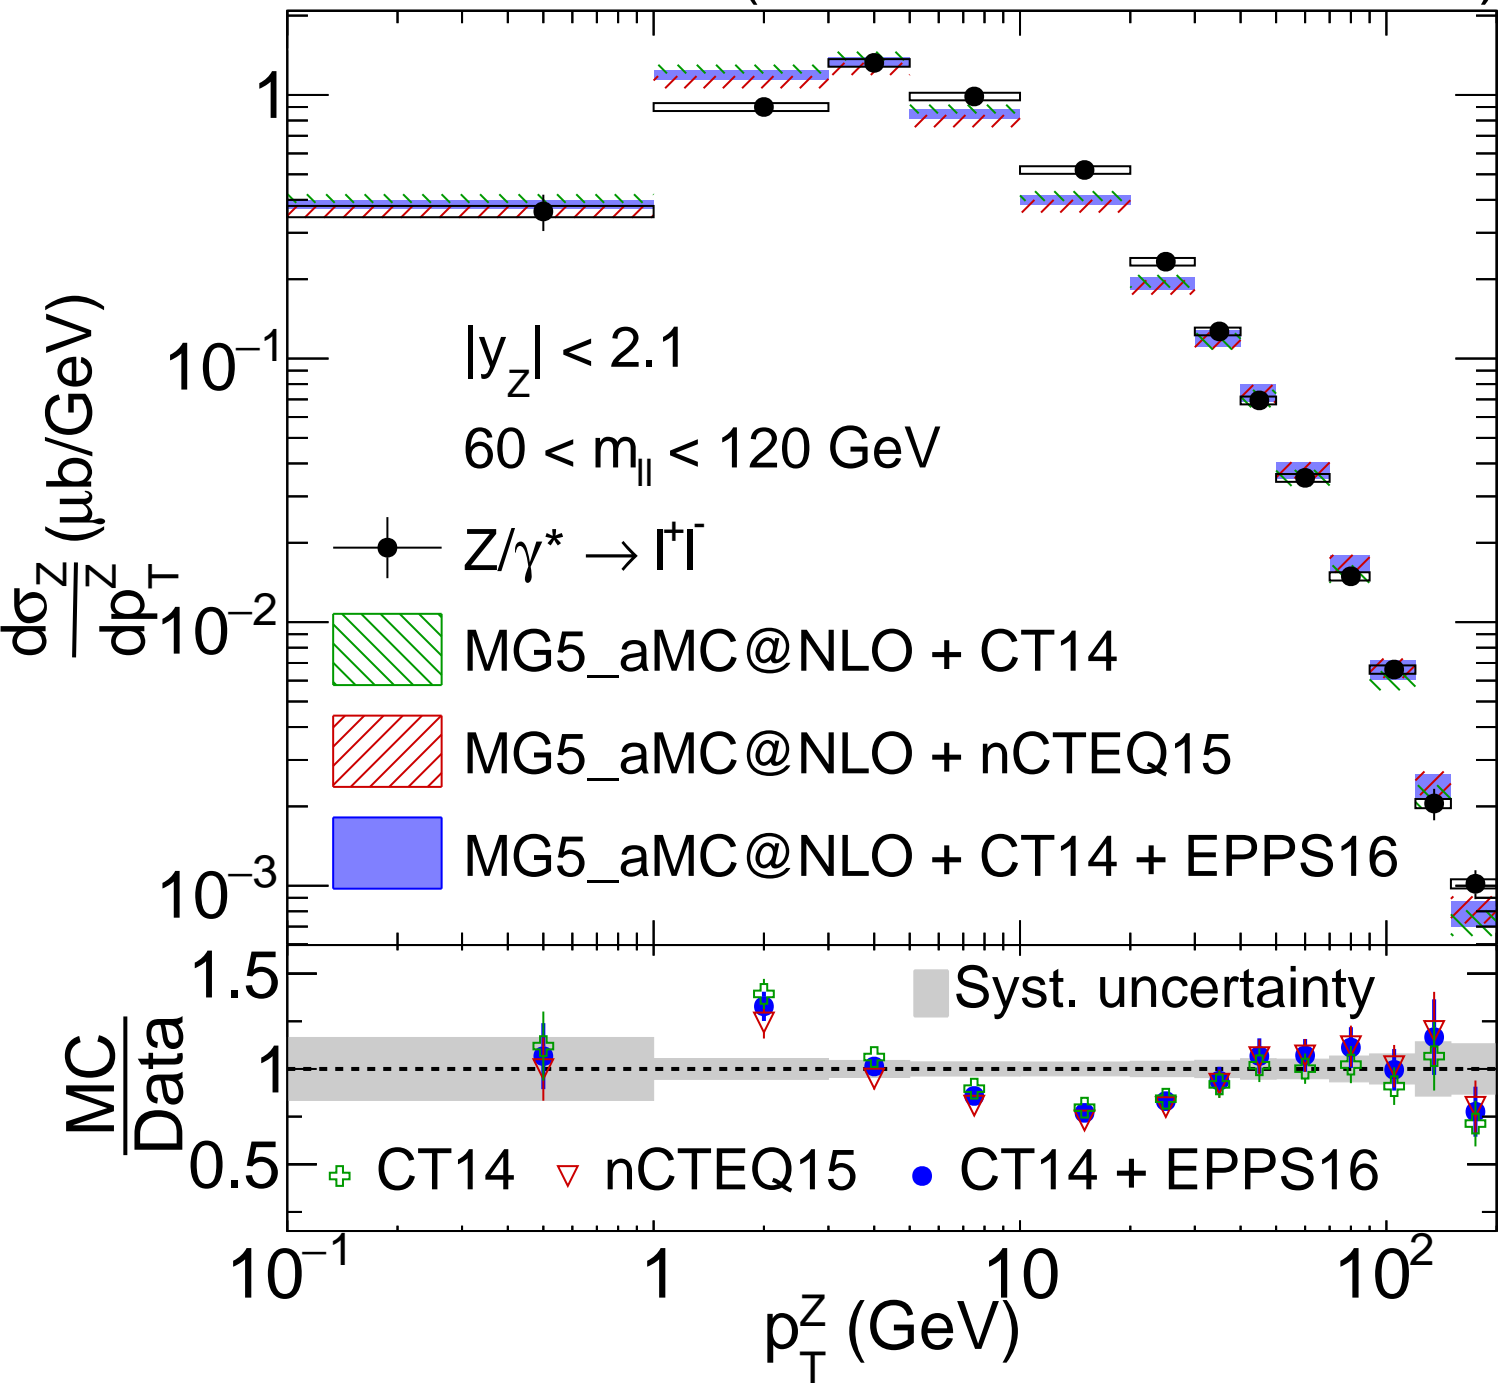 1
10⁻¹
10⁻²
10⁻³
dσ_Z / dp_T^Z (μb/GeV)
|y_Z| < 2.1
60 < m_ll < 120 GeV
Z/γ* → l⁺l⁻
MG5_aMC@NLO + CT14
MG5_aMC@NLO + nCTEQ15
MG5_aMC@NLO + CT14 + EPPS16
MC / Data
1.5
1
0.5
Syst. uncertainty
CT14 nCTEQ15 CT14 + EPPS16
10⁻¹ 1 10 10²
p_T^Z (GeV)